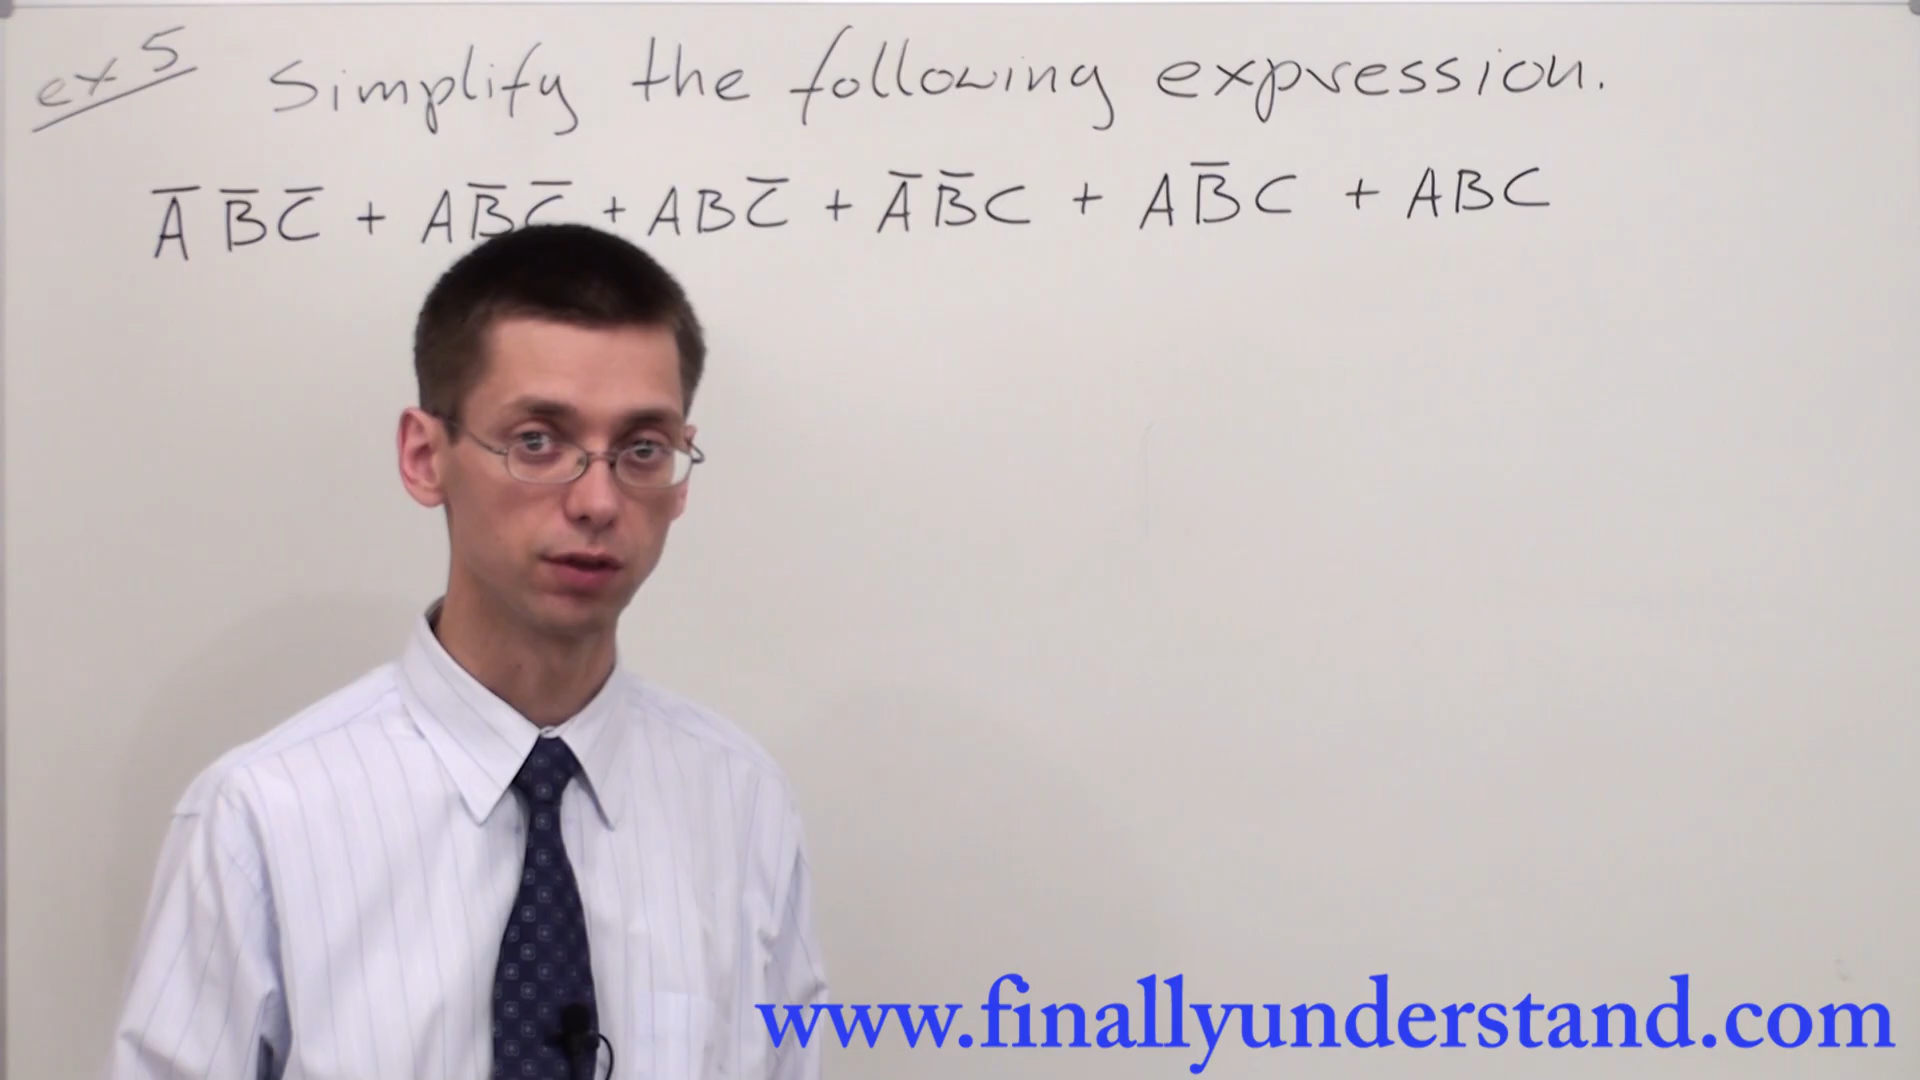 ex 5 Simplify the following expression.
A̅ B̅ C̅ + A B̅ C̅ + A B C̅ + A̅ B̅ C + A B̅ C + A B C
www.finallyunderstand.com